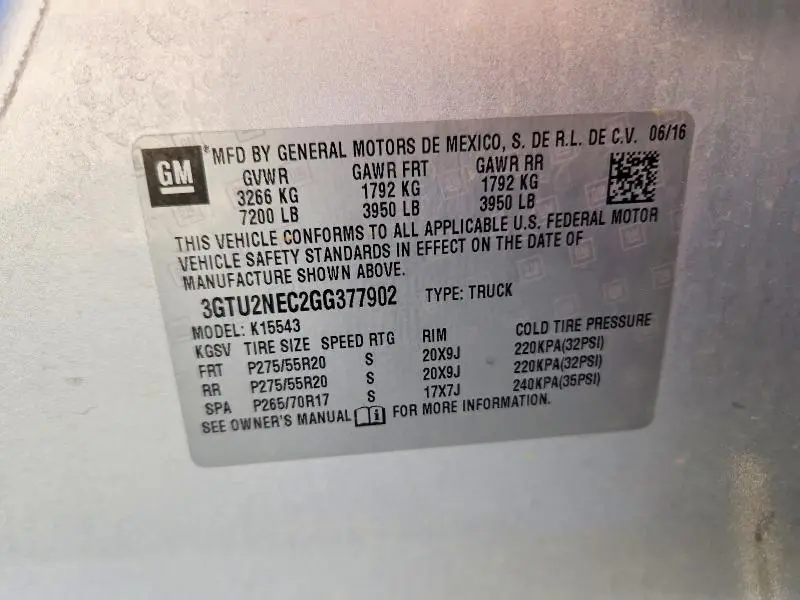 GM
*MFD BY GENERAL MOTORS DE MEXICO, S. DE R.L. DE C.V. 06/16
GVWR GAWR FRT GAWR RR
3266 KG 1792 KG 1792 KG
7200 LB 3950 LB 3950 LB
THIS VEHICLE CONFORMS TO ALL APPLICABLE U.S. FEDERAL MOTOR
VEHICLE SAFETY STANDARDS IN EFFECT ON THE DATE OF
MANUFACTURE SHOWN ABOVE.
3GTU2NEC2GG377902 TYPE: TRUCK
MODEL: K15543
KGSV TIRE SIZE SPEED RTG RIM COLD TIRE PRESSURE
FRT P275/55R20 S 20X9J 220KPA(32PSI)
RR P275/55R20 S 20X9J 220KPA(32PSI)
SPA P265/70R17 S 17X7J 240KPA(35PSI)
SEE OWNER'S MANUAL i FOR MORE INFORMATION.